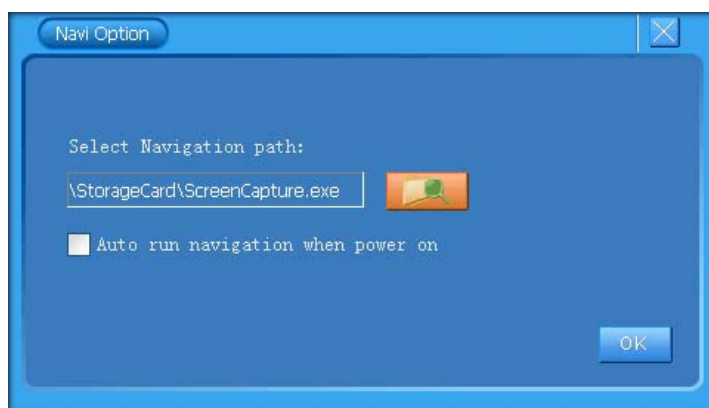 Navi Option
Select Navigation path:
\StorageCard\ScreenCapture.exe
Auto run navigation when power on
OK